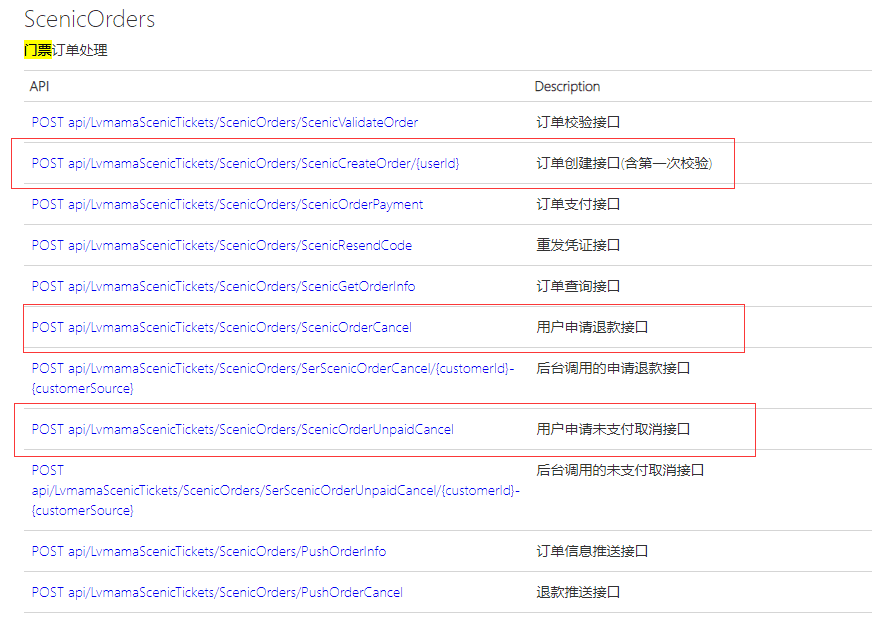 ScenicOrders
门票订单处理
API Description
POST api/LvmamaScenicTickets/ScenicOrders/ScenicValidateOrder 订单校验接口
POST api/LvmamaScenicTickets/ScenicOrders/ScenicCreateOrder/{userId} 订单创建接口(含第一次校验)
POST api/LvmamaScenicTickets/ScenicOrders/ScenicOrderPayment 订单支付接口
POST api/LvmamaScenicTickets/ScenicOrders/ScenicResendCode 重发凭证接口
POST api/LvmamaScenicTickets/ScenicOrders/ScenicGetOrderInfo 订单查询接口
POST api/LvmamaScenicTickets/ScenicOrders/ScenicOrderCancel 用户申请退款接口
POST api/LvmamaScenicTickets/ScenicOrders/SerScenicOrderCancel/{customerId}- 后台调用的申请退款接口
{customerSource}
POST api/LvmamaScenicTickets/ScenicOrders/ScenicOrderUnpaidCancel 用户申请未支付取消接口
POST 后台调用的未支付取消接口
api/LvmamaScenicTickets/ScenicOrders/SerScenicOrderUnpaidCancel/{customerId}-
{customerSource}
POST api/LvmamaScenicTickets/ScenicOrders/PushOrderInfo 订单信息推送接口
POST api/LvmamaScenicTickets/ScenicOrders/PushOrderCancel 退款推送接口